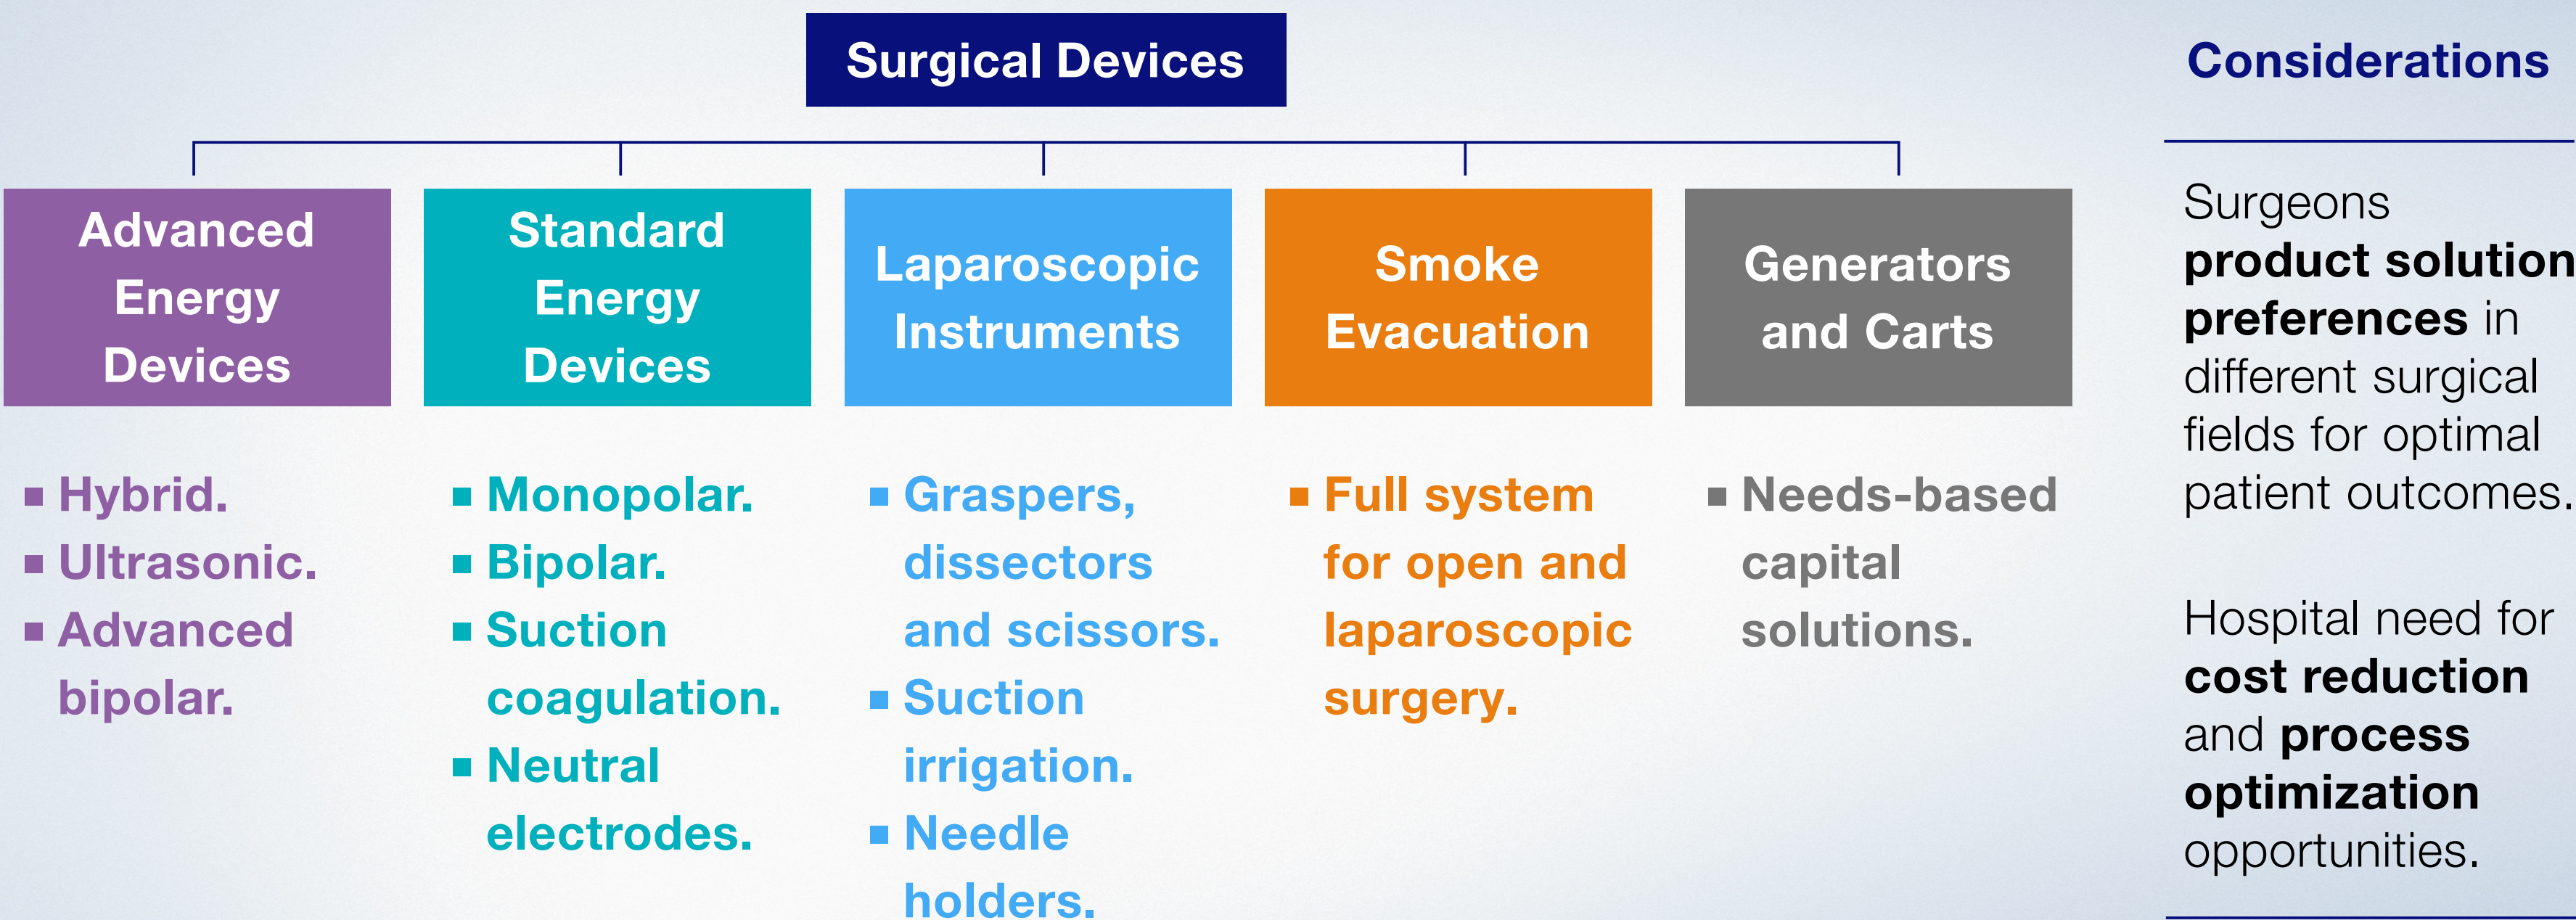 Surgical Devices
Advanced
Energy
Devices
▪ Hybrid.
▪ Ultrasonic.
▪ Advanced
bipolar.
Standard
Energy
Devices
▪ Monopolar.
▪ Bipolar.
▪ Suction
coagulation.
▪ Neutral
electrodes.
Laparoscopic
Instruments
▪ Graspers,
dissectors
and scissors.
▪ Suction
irrigation.
▪ Needle
holders.
Smoke
Evacuation
▪ Full system
for open and
laparoscopic
surgery.
Generators
and Carts
▪ Needs-based
capital
solutions.
Considerations
Surgeons
product solution
preferences in
different surgical
fields for optimal
patient outcomes.
Hospital need for
cost reduction
and process
optimization
opportunities.